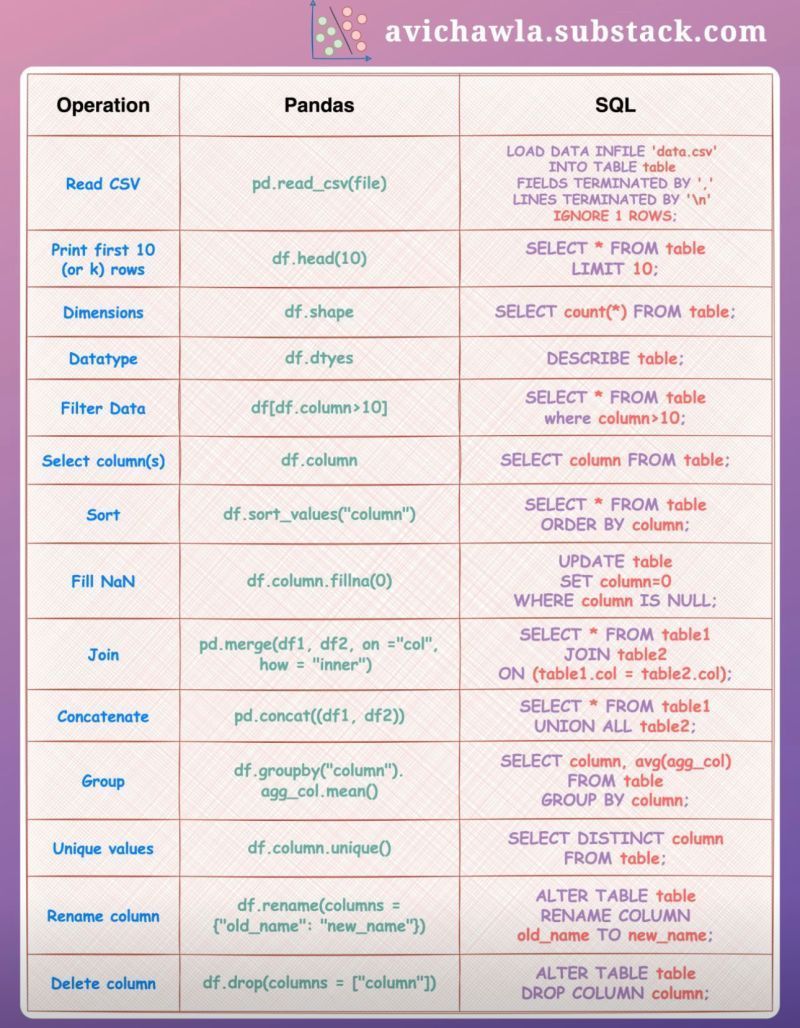 avichawla.substack.com
Operation
Pandas
SQL
Read CSV
pd.read_csv(file)
LOAD DATA INFILE 'data.csv'
INTO TABLE table
FIELDS TERMINATED BY ','
LINES TERMINATED BY '\n'
IGNORE 1 ROWS;
Print first 10
(or k) rows
df.head(10)
SELECT * FROM table
LIMIT 10;
Dimensions
df.shape
SELECT count(*) FROM table;
Datatype
df.dtyes
DESCRIBE table;
Filter Data
df[df.column>10]
SELECT * FROM table
where column>10;
Select column(s)
df.column
SELECT column FROM table;
Sort
df.sort_values("column")
SELECT * FROM table
ORDER BY column;
Fill NaN
df.column.fillna(0)
UPDATE table
SET column=0
WHERE column IS NULL;
Join
pd.merge(df1, df2, on ="col",
how = "inner")
SELECT * FROM table1
JOIN table2
ON (table1.col = table2.col);
Concatenate
pd.concat((df1, df2))
SELECT * FROM table1
UNION ALL table2;
Group
df.groupby("column").
agg_col.mean()
SELECT column, avg(agg_col)
FROM table
GROUP BY column;
Unique values
df.column.unique()
SELECT DISTINCT column
FROM table;
Rename column
df.rename(columns =
{"old_name": "new_name"})
ALTER TABLE table
RENAME COLUMN
old_name TO new_name;
Delete column
df.drop(columns = ["column"])
ALTER TABLE table
DROP COLUMN column;